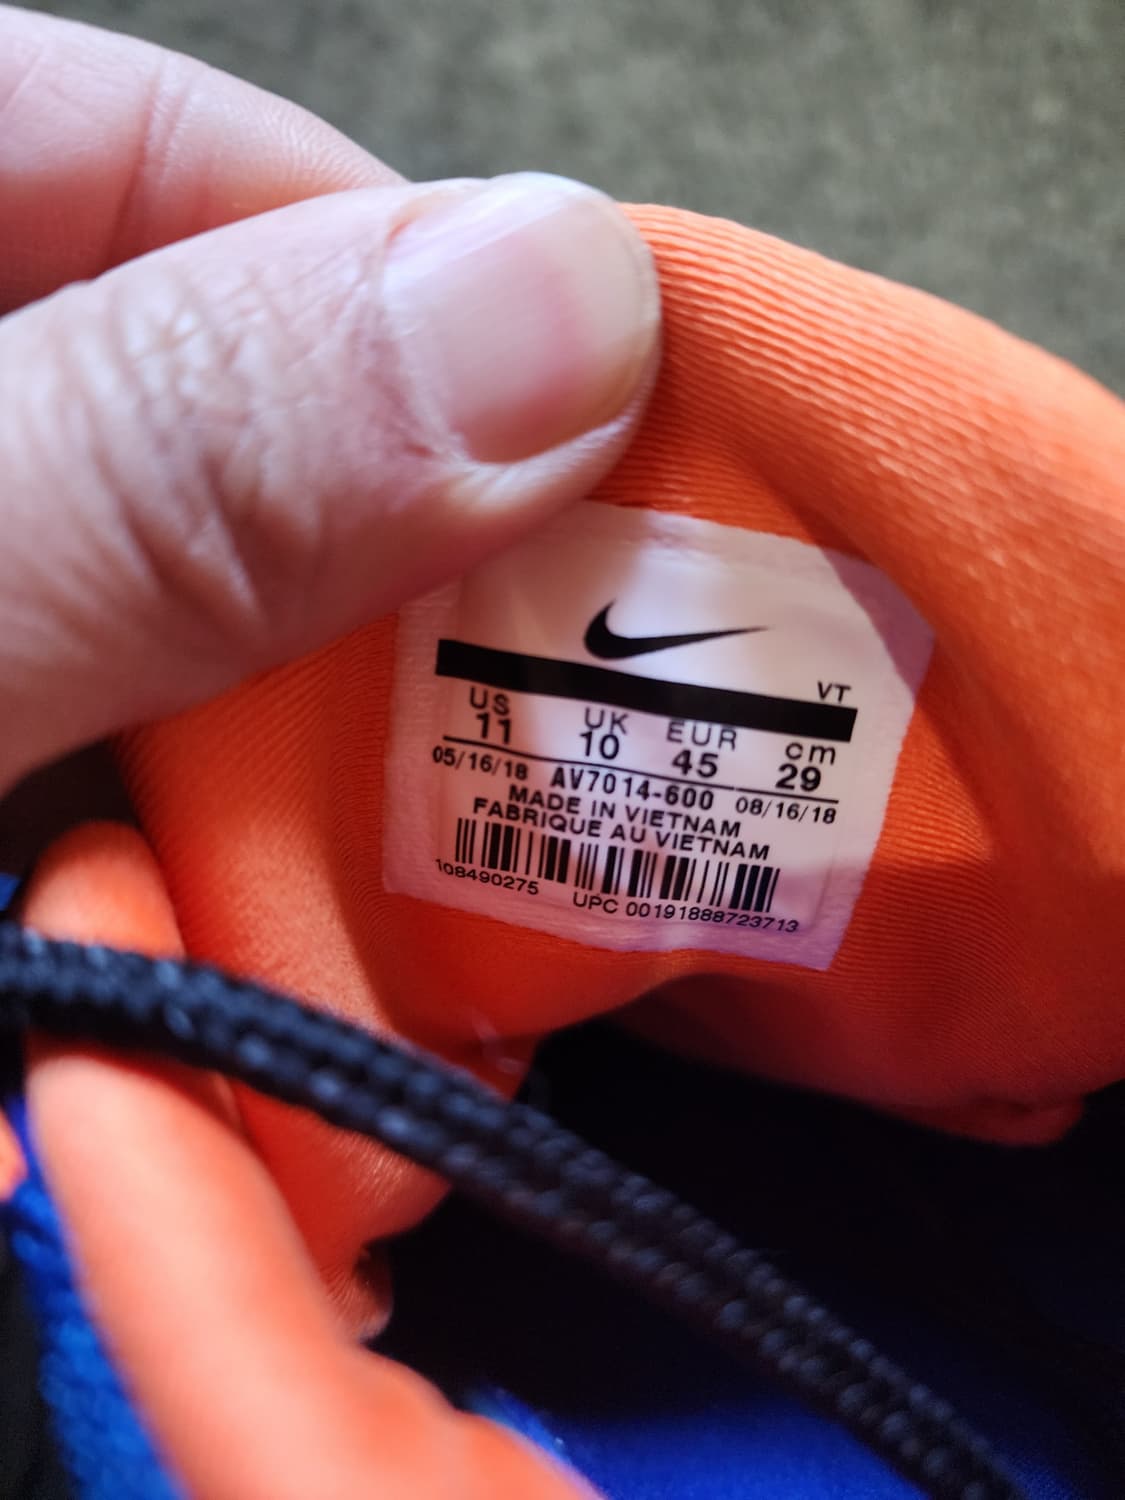 VT
US UK EUR cm
11 10 45 29
05/16/18 AV7014-600 08/16/18
MADE IN VIETNAM
FABRIQUE AU VIETNAM
108490275 UPC 00191888723713